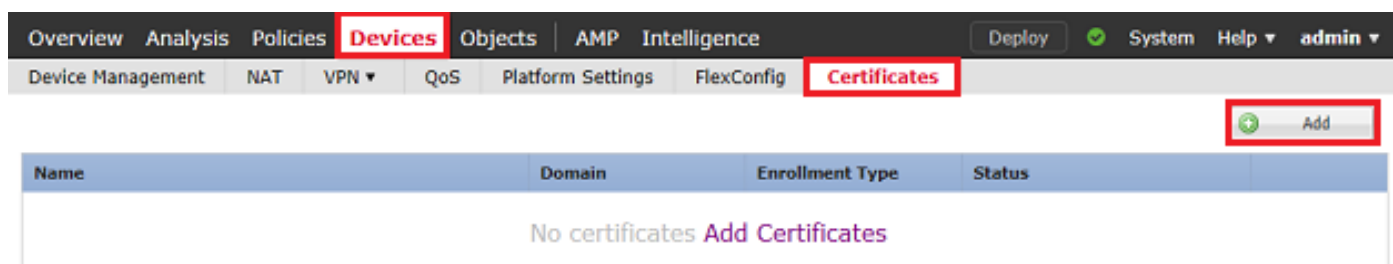 Overview Analysis Policies Devices Objects AMP Intelligence Deploy System Help ▾ admin ▾
Device Management NAT VPN ▾ QoS Platform Settings FlexConfig Certificates
Add
Name Domain Enrollment Type Status
No certificates Add Certificates